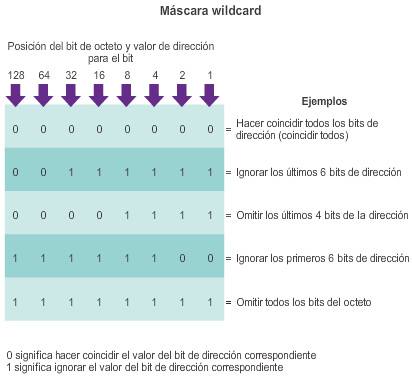 Máscara wildcard
Posición del bit de octeto y valor de dirección
para el bit
128 64 32 16 8 4 2 1
Ejemplos
0 0 0 0 0 0 0 0 = Hacer coincidir todos los bits de
dirección (coincidir todos)
0 0 1 1 1 1 1 1 = Ignorar los últimos 6 bits de dirección
0 0 0 0 1 1 1 1 = Omitir los últimos 4 bits de la dirección
1 1 1 1 1 1 0 0 = Ignorar los primeros 6 bits de dirección
1 1 1 1 1 1 1 1 = Omitir todos los bits del octeto
0 significa hacer coincidir el valor del bit de dirección correspondiente
1 significa ignorar el valor del bit de dirección correspondiente